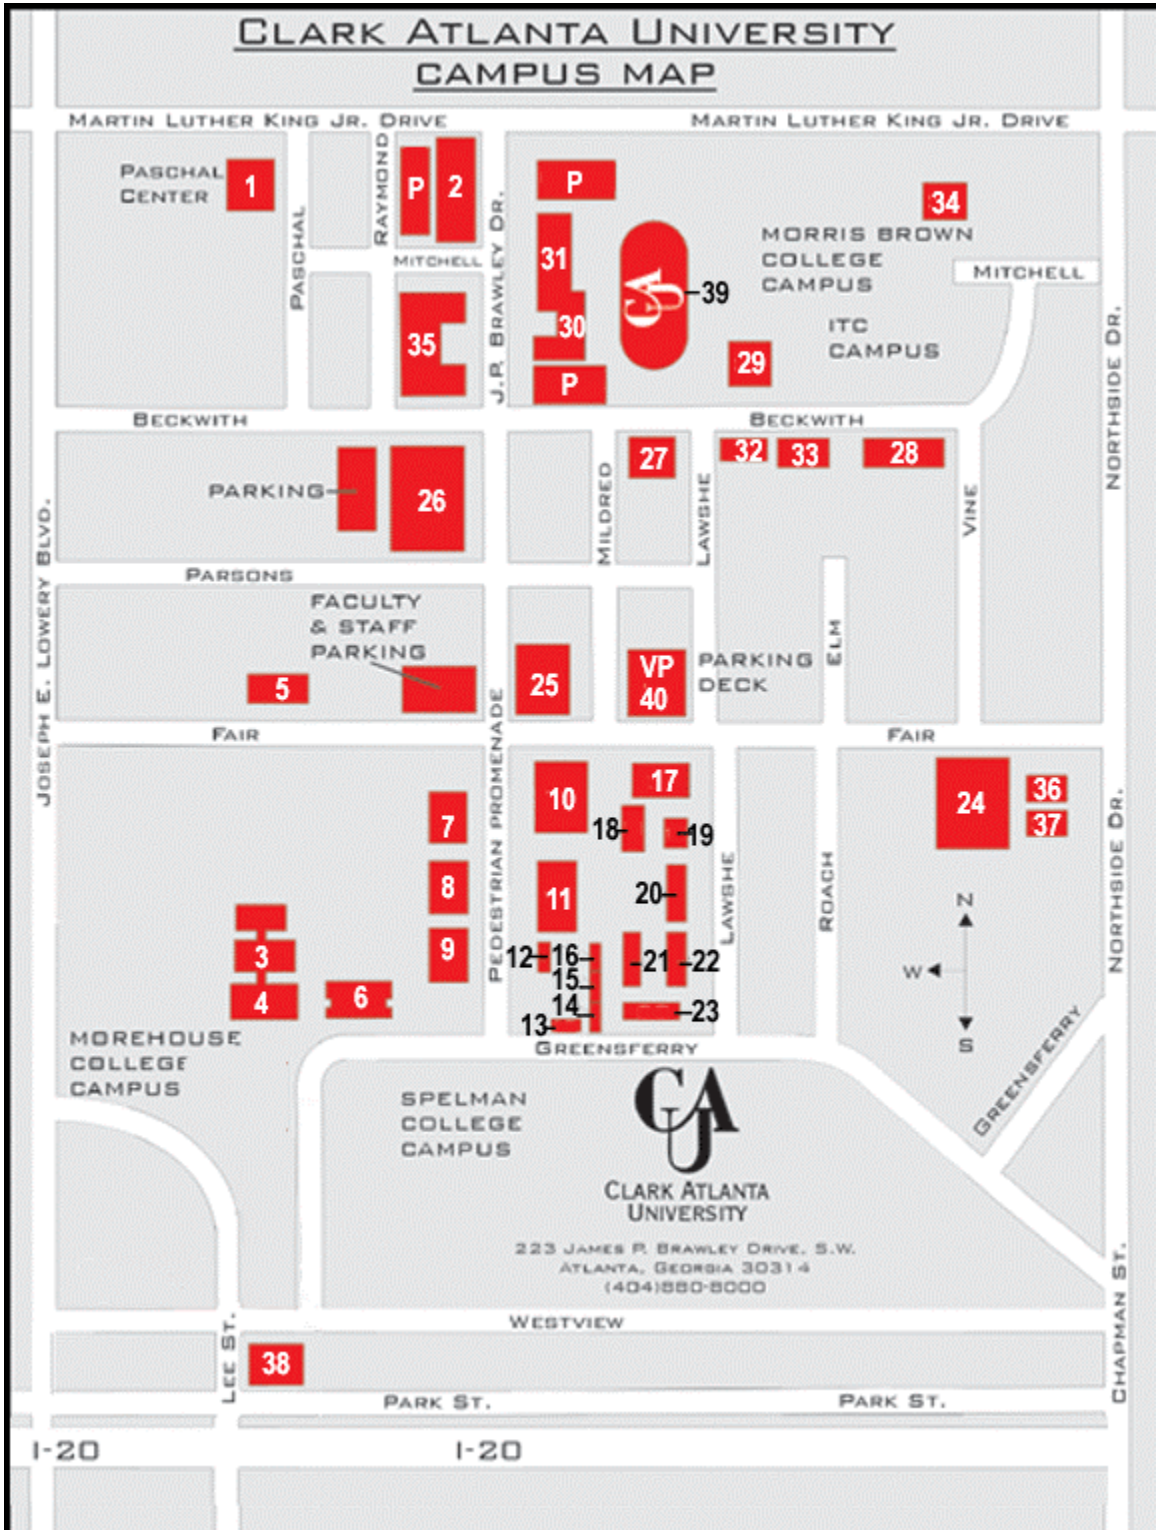 CLARK ATLANTA UNIVERSITY
CAMPUS MAP
MARTIN LUTHER KING JR. DRIVE
MARTIN LUTHER KING JR. DRIVE
PASCHAL
CENTER
1
PASCHAL
RAYMOND
P
2
MITCHELL
J.P. BRAWLEY DR.
P
31
30
P
CAU
39
34
MORRIS BROWN
COLLEGE
CAMPUS
MITCHELL
ITC
CAMPUS
29
35
NORTHSIDE DR.
BECKWITH
BECKWITH
PARKING
26
MILDRED
27
LAWSHE
32
33
28
VINE
JOSEPH E. LOWERY BLVD.
PARSONS
FACULTY
& STAFF
PARKING
5
25
VP
40
PARKING
DECK
ELM
FAIR
FAIR
PEDESTRIAN PROMENADE
7
8
9
10
11
12
13
14
15
16
17
18
19
20
21
22
23
LAWSHE
ROACH
24
36
37
NORTHSIDE DR.
N
W
S
3
4
6
MOREHOUSE
COLLEGE
CAMPUS
GREENSFERRY
GREENSFERRY
SPELMAN
COLLEGE
CAMPUS
CAU
CLARK ATLANTA
UNIVERSITY
223 JAMES P. BRAWLEY DRIVE, S.W.
ATLANTA, GEORGIA 30314
(404)880-8000
WESTVIEW
LEE ST.
38
CHAPMAN ST.
PARK ST.
PARK ST.
I-20
I-20